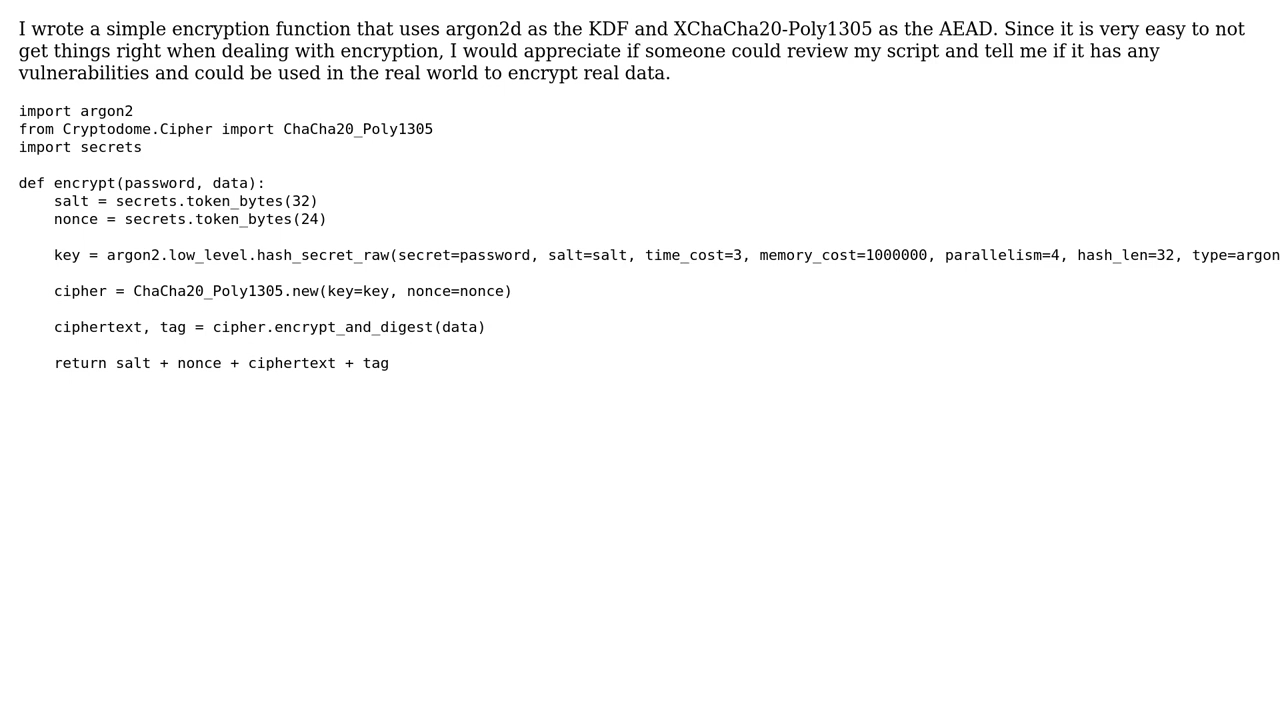 I wrote a simple encryption function that uses argon2d as the KDF and XChaCha20-Poly1305 as the AEAD. Since it is very easy to not
get things right when dealing with encryption, I would appreciate if someone could review my script and tell me if it has any
vulnerabilities and could be used in the real world to encrypt real data.
import argon2
from Cryptodome.Cipher import ChaCha20_Poly1305
import secrets
def encrypt(password, data):
    salt = secrets.token_bytes(32)
    nonce = secrets.token_bytes(24)
    key = argon2.low_level.hash_secret_raw(secret=password, salt=salt, time_cost=3, memory_cost=1000000, parallelism=4, hash_len=32, type=argon
    cipher = ChaCha20_Poly1305.new(key=key, nonce=nonce)
    ciphertext, tag = cipher.encrypt_and_digest(data)
    return salt + nonce + ciphertext + tag